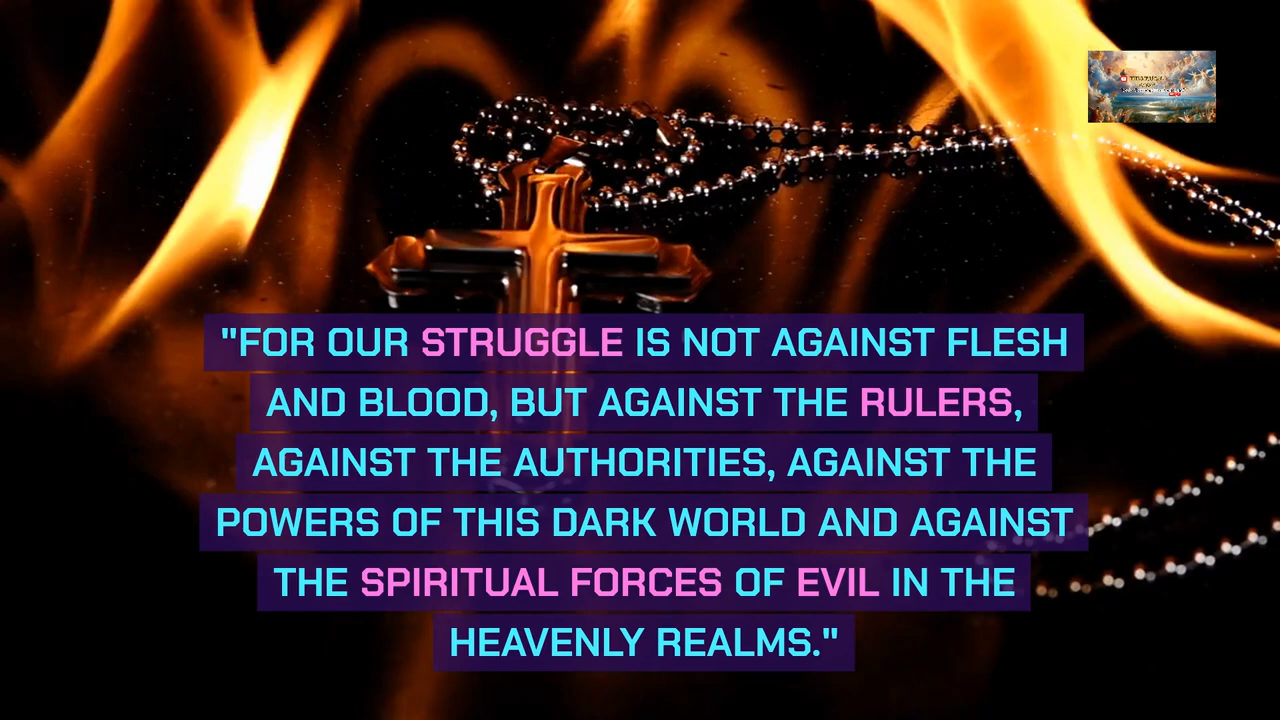 "FOR OUR STRUGGLE IS NOT AGAINST FLESH
AND BLOOD, BUT AGAINST THE RULERS,
AGAINST THE AUTHORITIES, AGAINST THE
POWERS OF THIS DARK WORLD AND AGAINST
THE SPIRITUAL FORCES OF EVIL IN THE
HEAVENLY REALMS."